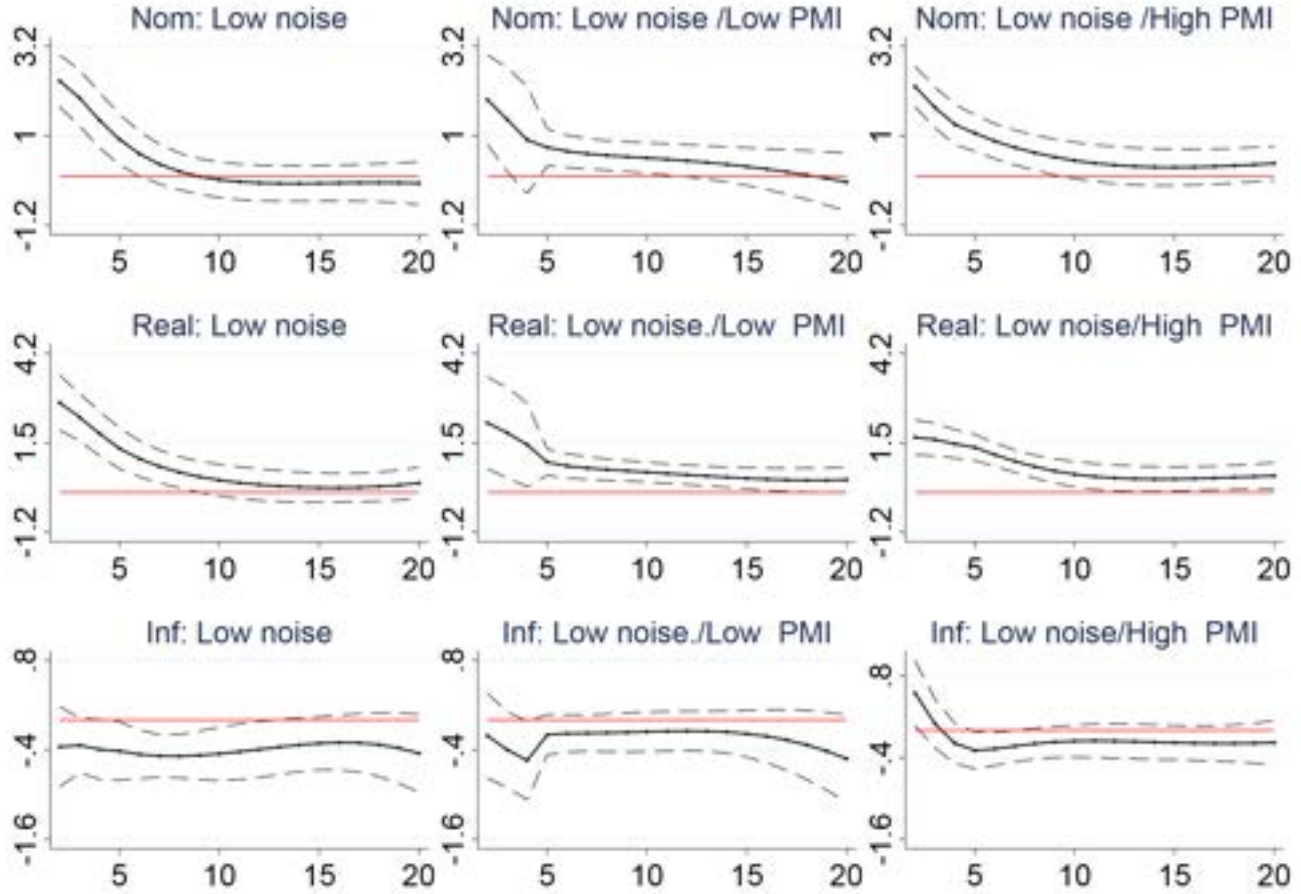 Nom: Low noise
3.2
1
-1.2
5 10 15 20
Nom: Low noise /Low PMI
3.2
1
-1.2
5 10 15 20
Nom: Low noise /High PMI
3.2
1
-1.2
5 10 15 20
Real: Low noise
4.2
1.5
-1.2
5 10 15 20
Real: Low noise./Low PMI
4.2
1.5
-1.2
5 10 15 20
Real: Low noise/High PMI
4.2
1.5
-1.2
5 10 15 20
Inf: Low noise
.8
-.4
-1.6
5 10 15 20
Inf: Low noise./Low PMI
.8
-.4
-1.6
5 10 15 20
Inf: Low noise/High PMI
.8
-.4
-1.6
5 10 15 20